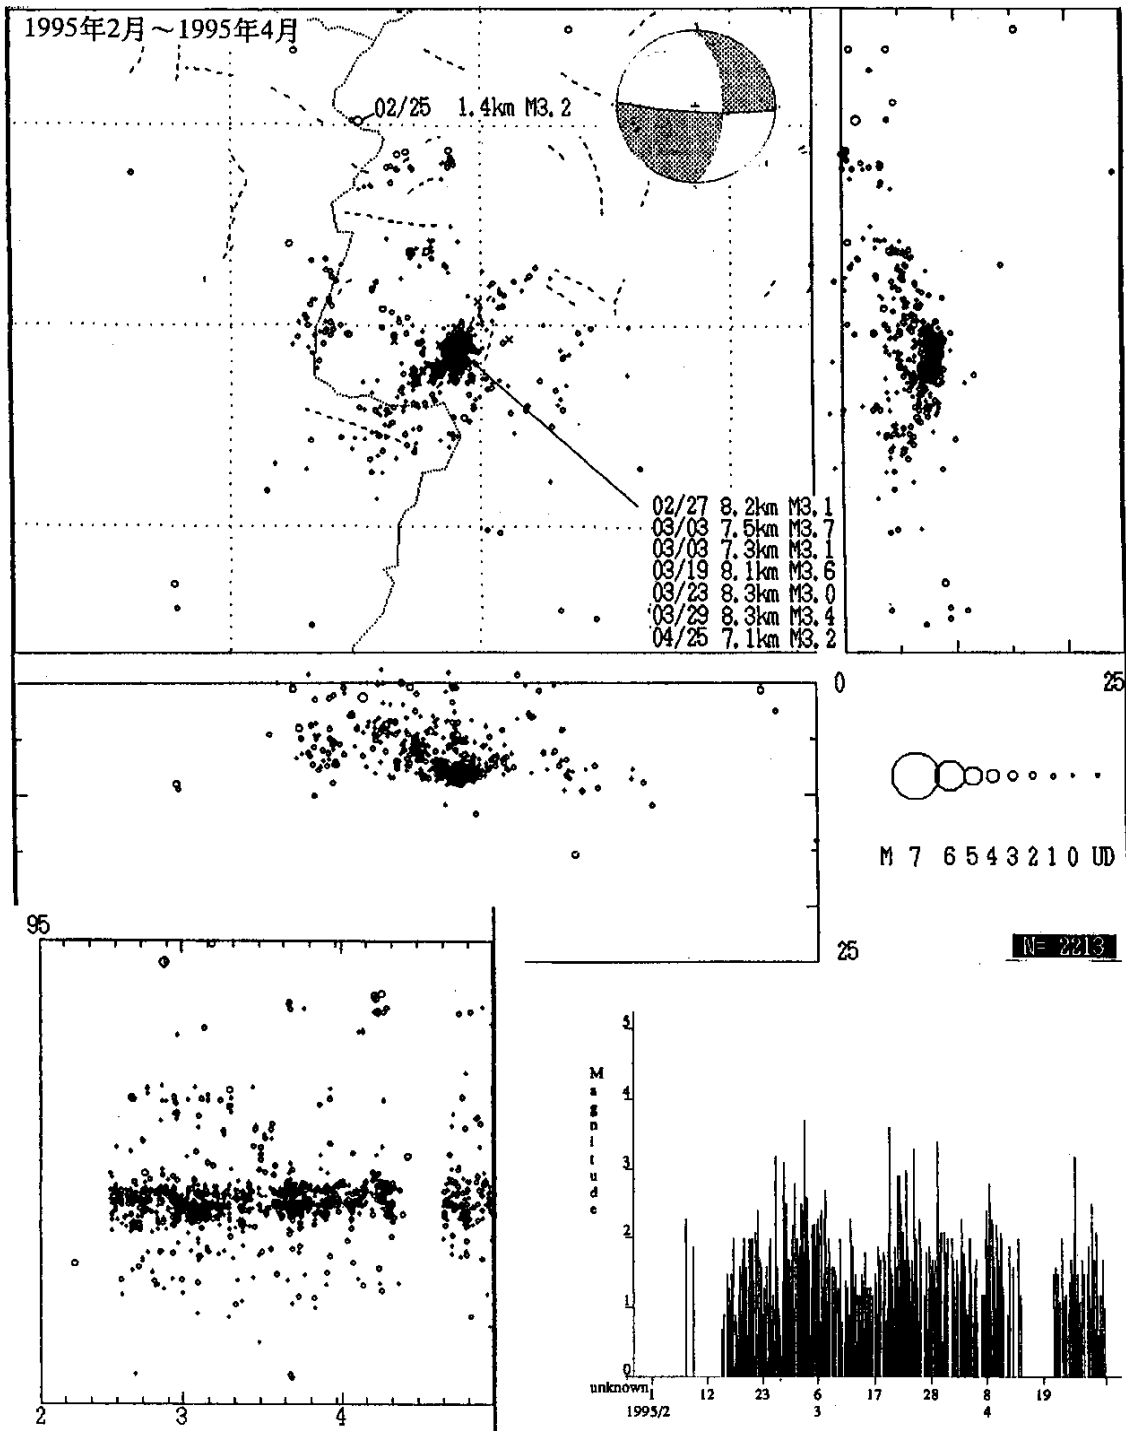 1995年2月～1995年4月
02/25 1.4km M3.2
02/27 8.2km M3.1
03/03 7.5km M3.7
03/03 7.3km M3.1
03/19 8.1km M3.6
03/23 8.3km M3.0
03/29 8.3km M3.4
04/25 7.1km M3.2
0
25
M 7 6 5 4 3 2 1 0 UD
25
N= 2213
95
2 3 4
Magnitude
5
4
3
2
1
0
unknown 1 12 23 6 17 28 8 19
1995/2 3 4